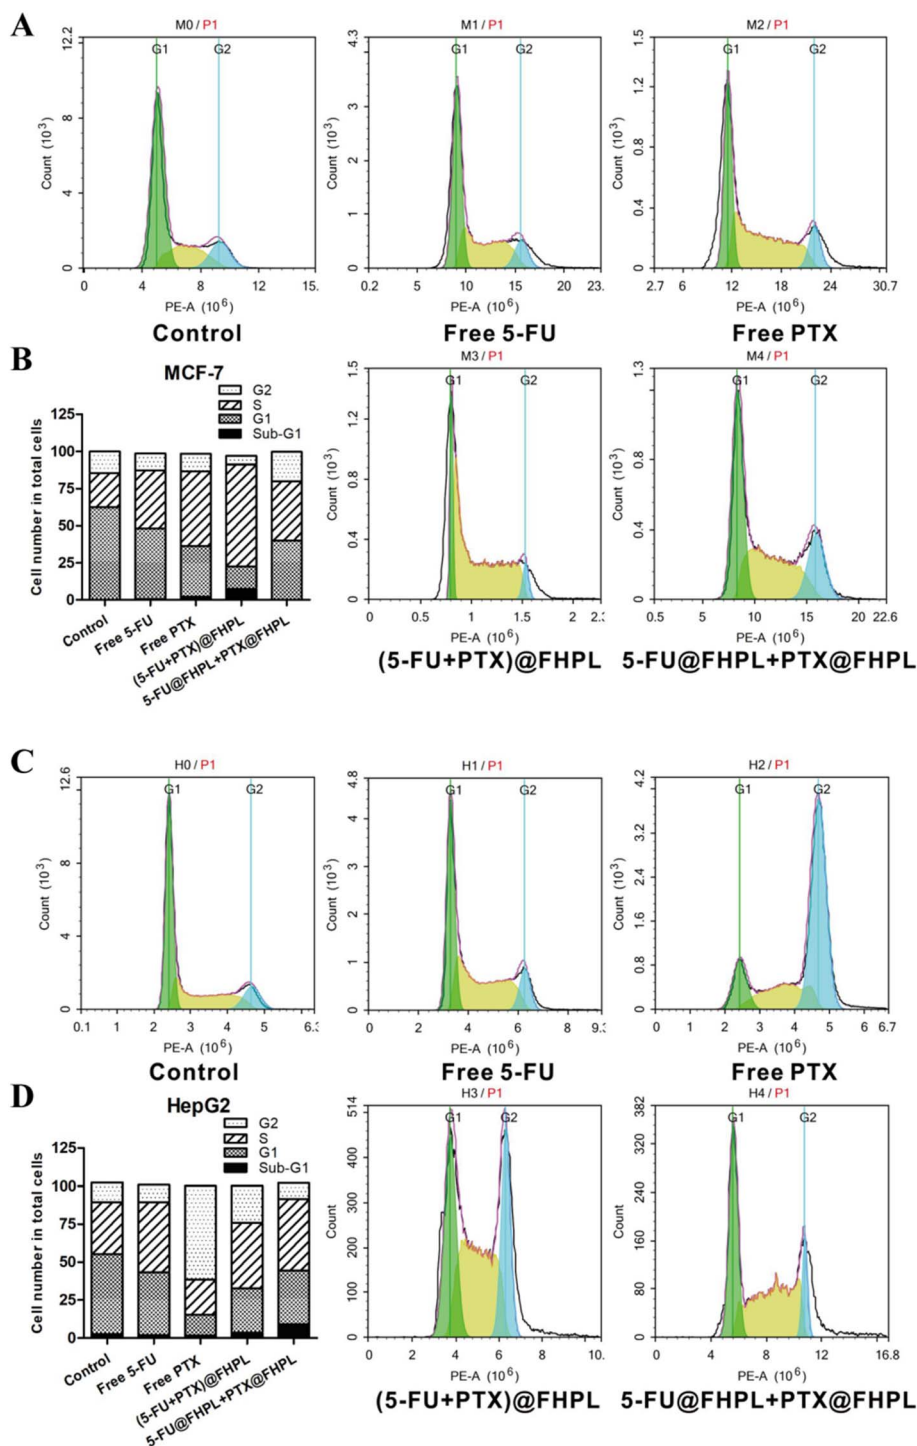 A
M0 / P1
G1
G2
12.2
8
4
0
Count (10³)
0
4
8
12
15.
PE-A (10⁶)
Control
M1 / P1
G1
G2
4.3
3
2
1
0
Count (10³)
0.2
5
10
15
20
23.
PE-A (10⁶)
Free 5-FU
M2 / P1
G1
G2
1.5
1.2
0.8
0.4
0
Count (10³)
2.7
6
12
18
24
30.7
PE-A (10⁶)
Free PTX
B
MCF-7
G2
S
G1
Sub-G1
125
100
75
50
25
0
Cell number in total cells
Control
Free 5-FU
Free PTX
(5-FU+PTX)@FHPL
5-FU@FHPL+PTX@FHPL
M3 / P1
G1
G2
1.5
1.2
0.8
0.4
0
Count (10³)
0
0.5
1
1.5
2
PE-A (10⁶)
(5-FU+PTX)@FHPL
M4 / P1
G1
G2
1.3
0.8
0.4
0
Count (10³)
0.5
5
10
15
20
22.6
PE-A (10⁶)
5-FU@FHPL+PTX@FHPL
C
H0 / P1
G1
G2
12.6
8
4
0
Count (10³)
0.1
1
2
3
4
5
6.3
PE-A (10⁶)
Control
H1 / P1
G1
G2
4.8
4
3
2
1
0
Count (10³)
0
2
4
6
8
9.
PE-A (10⁶)
Free 5-FU
H2 / P1
G1
G2
4.2
3.2
2.4
1.6
0.8
0
Count (10³)
0
1
2
3
4
5
6
6.7
PE-A (10⁶)
Free PTX
D
HepG2
G2
S
G1
Sub-G1
125
100
75
50
25
0
Cell number in total cells
Control
Free 5-FU
Free PTX
(5-FU+PTX)@FHPL
5-FU@FHPL+PTX@FHPL
H3 / P1
G1
G2
514
400
300
200
100
0
Count
0
2
4
6
8
10.
PE-A (10⁶)
(5-FU+PTX)@FHPL
H4 / P1
G1
G2
382
320
240
160
80
0
Count
0
4
8
12
16.8
PE-A (10⁶)
5-FU@FHPL+PTX@FHPL